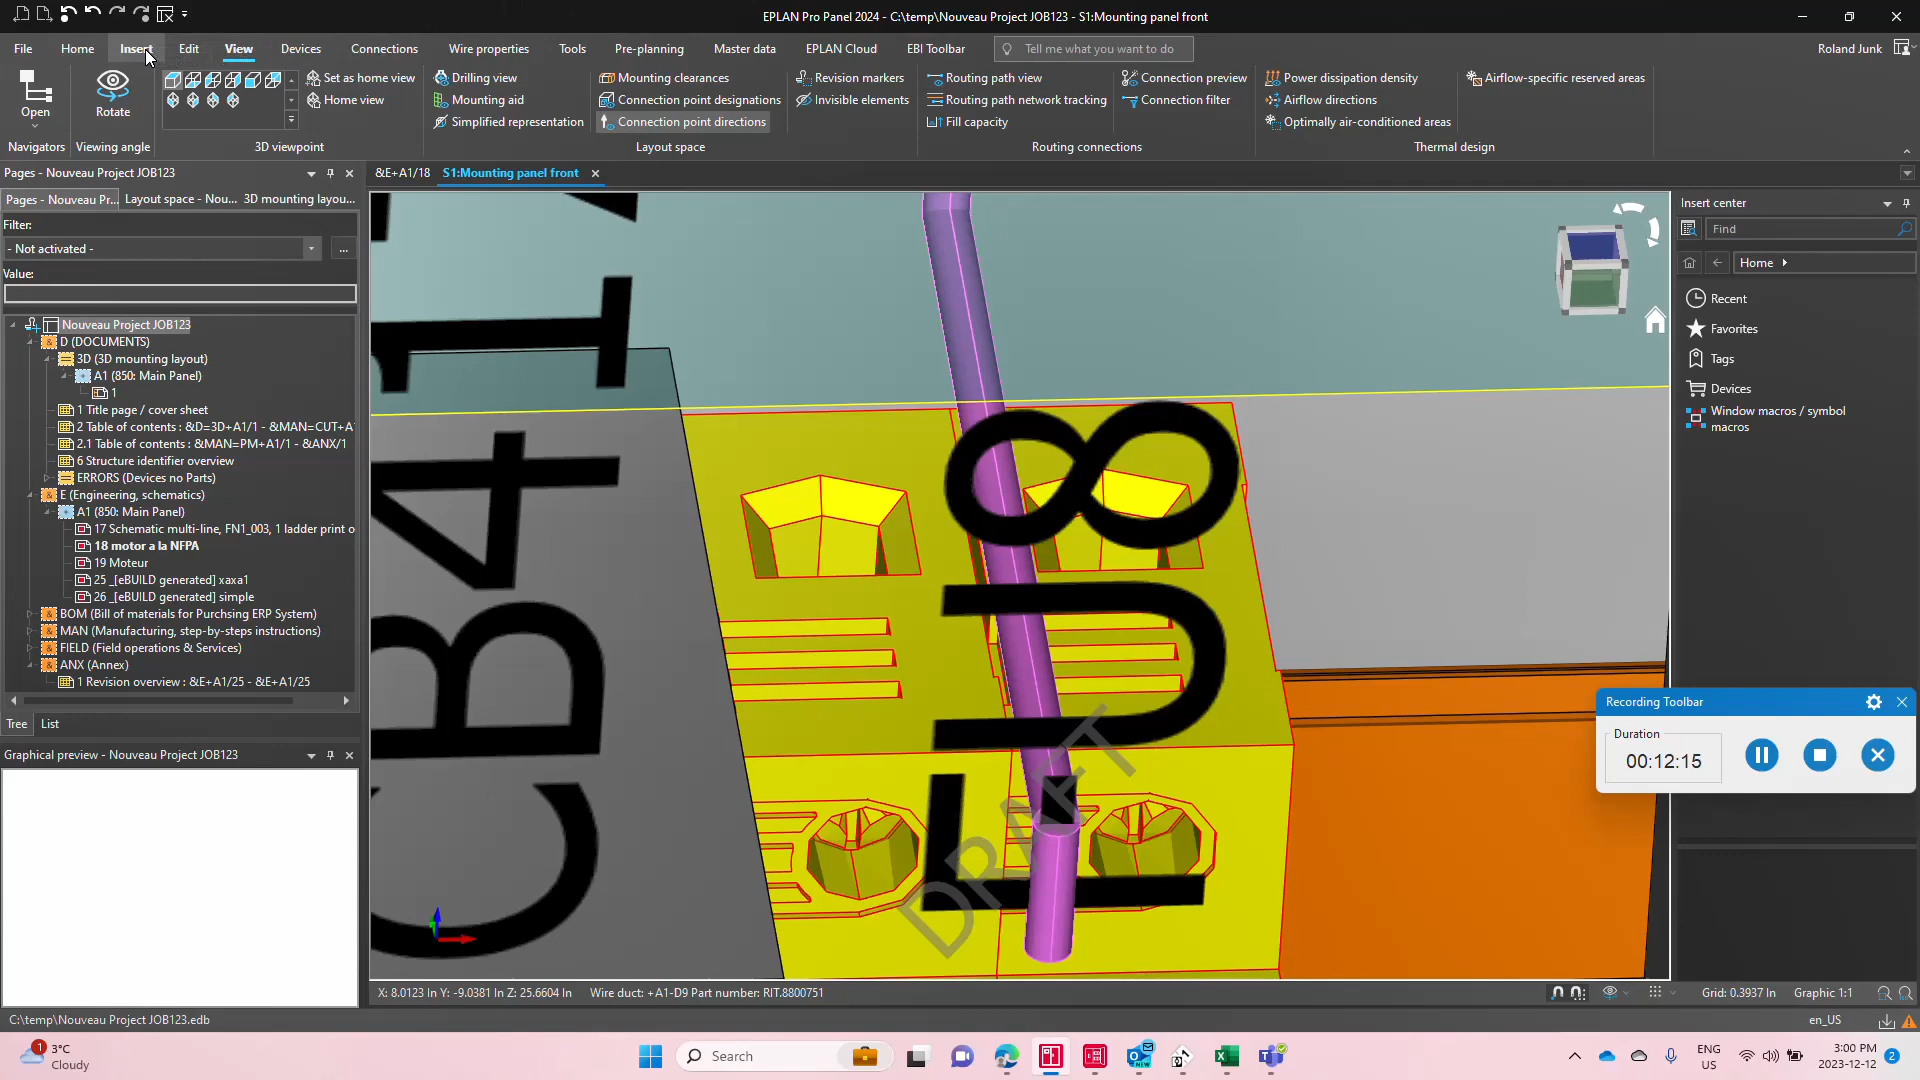 EPLAN Pro Panel 2024 - C:\temp\Nouveau Project JOB123 - S1:Mounting panel front
File Home Insert Edit View Devices Connections Wire properties Tools Pre-planning Master data EPLAN Cloud EBI Toolbar Tell me what you want to do Roland Junk
Open
Navigators
Rotate
Viewing angle
Set as home view
Home view
3D viewpoint
Drilling view
Mounting aid
Simplified representation
Mounting clearances
Connection point designations
Connection point directions
Layout space
Revision markers
Invisible elements
Routing path view
Routing path network tracking
Fill capacity
Connection preview
Connection filter
Routing connections
Power dissipation density
Airflow directions
Optimally air-conditioned areas
Thermal design
Airflow-specific reserved areas
Pages - Nouveau Project JOB123
Pages - Nouveau Pr... Layout space - Nou... 3D mounting layou...
Filter:
- Not activated -
...
Value:
Nouveau Project JOB123
D (DOCUMENTS)
3D (3D mounting layout)
A1 (850: Main Panel)
1
1 Title page / cover sheet
2 Table of contents : &D=3D+A1/1 - &MAN=CUT+A
2.1 Table of contents : &MAN=PM+A1/1 - &ANX/1
6 Structure identifier overview
ERRORS (Devices no Parts)
E (Engineering, schematics)
A1 (850: Main Panel)
17 Schematic multi-line, FN1_003, 1 ladder print o
18 motor a la NFPA
19 Moteur
25 _[eBUILD generated] xaxa1
26 _[eBUILD generated] simple
BOM (Bill of materials for Purchsing ERP System)
MAN (Manufacturing, step-by-steps instructions)
FIELD (Field operations & Services)
ANX (Annex)
1 Revision overview : &E+A1/25 - &E+A1/25
Tree List
Graphical preview - Nouveau Project JOB123
&E+A1/18 S1:Mounting panel front
CB41
FU8
DRAFT
Insert center
Find
Home
Recent
Favorites
Tags
Devices
Window macros / symbol
macros
Recording Toolbar
Duration
00:12:15
X: 8.0123 In Y: -9.0381 In Z: 25.6604 In Wire duct: +A1-D9 Part number: RIT.8800751
Grid: 0.3937 In Graphic 1:1
C:\temp\Nouveau Project JOB123.edb
en_US
1
3°C
Cloudy
Search
NEW
ENG
US
3:00 PM
2023-12-12
2